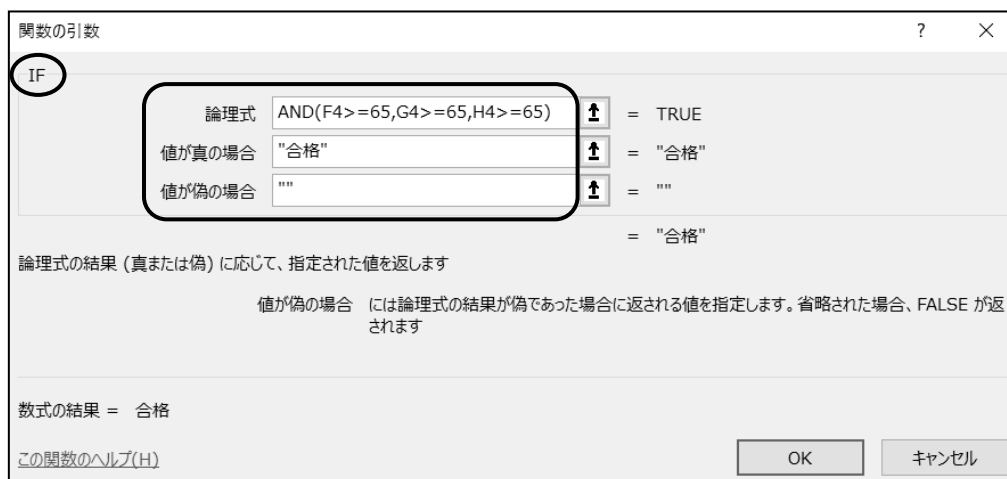 関数の引数 ? ×
IF
論理式 AND(F4>=65,G4>=65,H4>=65) = TRUE
値が真の場合 "合格" = "合格"
値が偽の場合 "" = ""
= "合格"
論理式の結果 (真または偽) に応じて、指定された値を返します
値が偽の場合 には論理式の結果が偽であった場合に返される値を指定します。省略された場合、FALSE が返
されます
数式の結果 = 合格
この関数のヘルプ(H) OK キャンセル